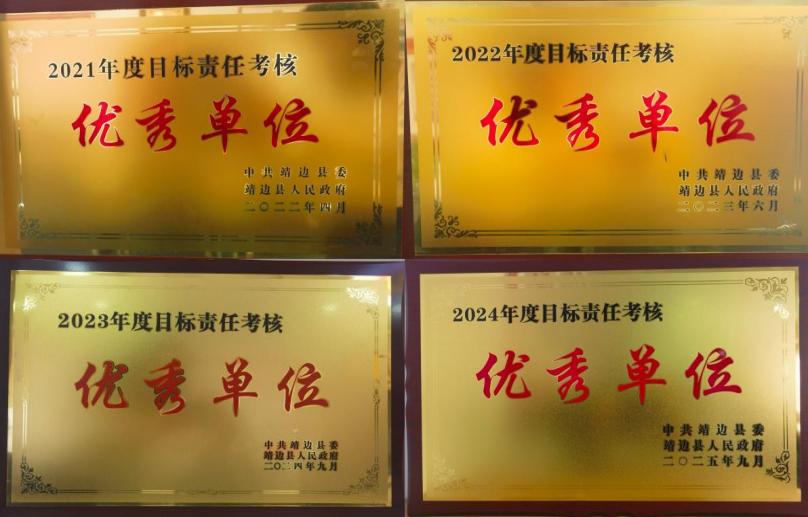 2021年度目标责任考核
优秀单位
中共靖边县委
靖边县人民政府
二〇二二年四月
2022年度目标责任考核
优秀单位
中共靖边县委
靖边县人民政府
二〇二三年六月
2023年度目标责任考核
优秀单位
中共靖边县委
靖边县人民政府
二〇二四年九月
2024年度目标责任考核
优秀单位
中共靖边县委
靖边县人民政府
二〇二五年九月